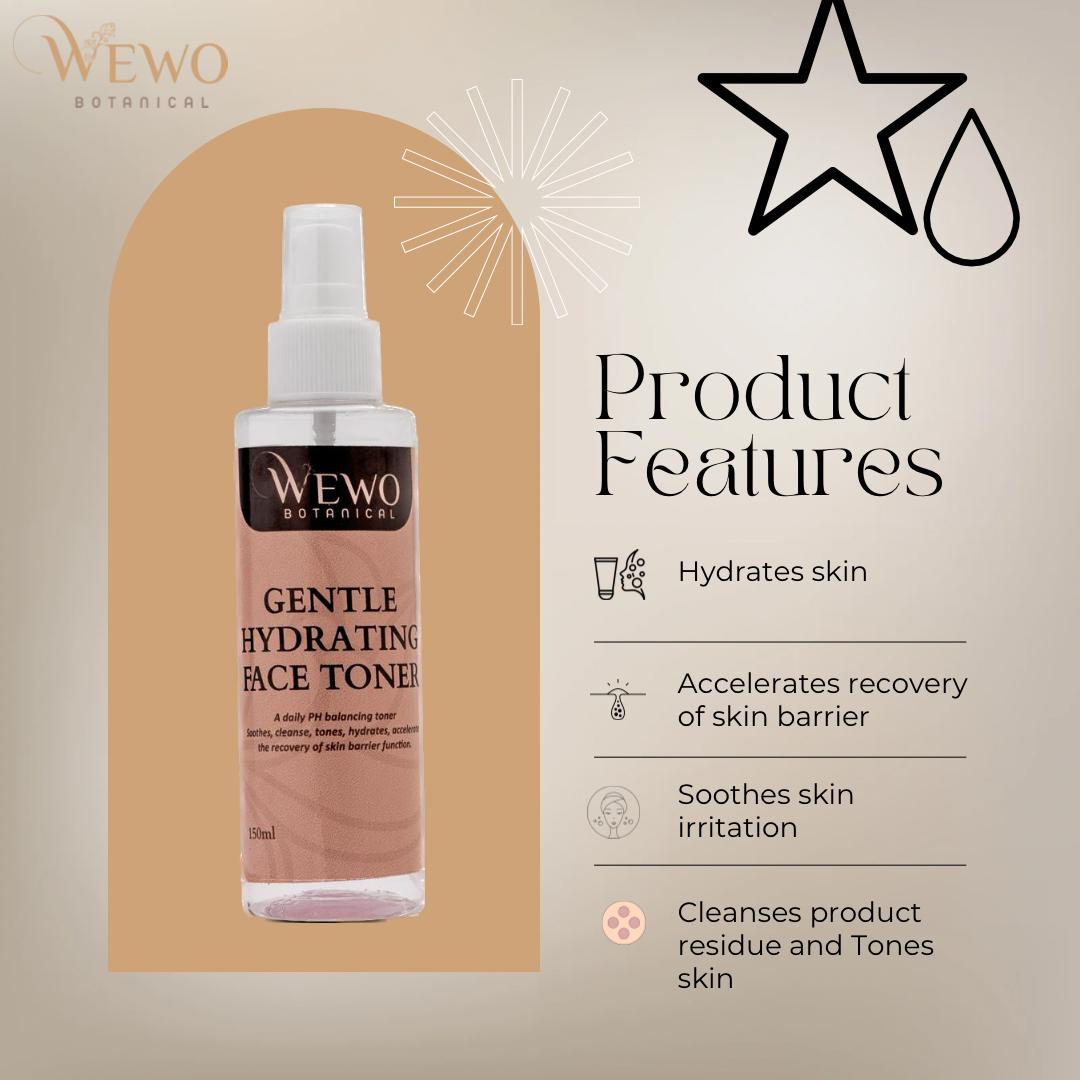 WEWO
BOTANICAL
WEWO
BOTANICAL
GENTLE
HYDRATING
FACE TONER
A daily PH balancing toner
Soothes, cleanse, tones, hydrates, accelerate
the recovery of skin barrier function.
150ml
Product
Features
Hydrates skin
Accelerates recovery
of skin barrier
Soothes skin
irritation
Cleanses product
residue and Tones
skin